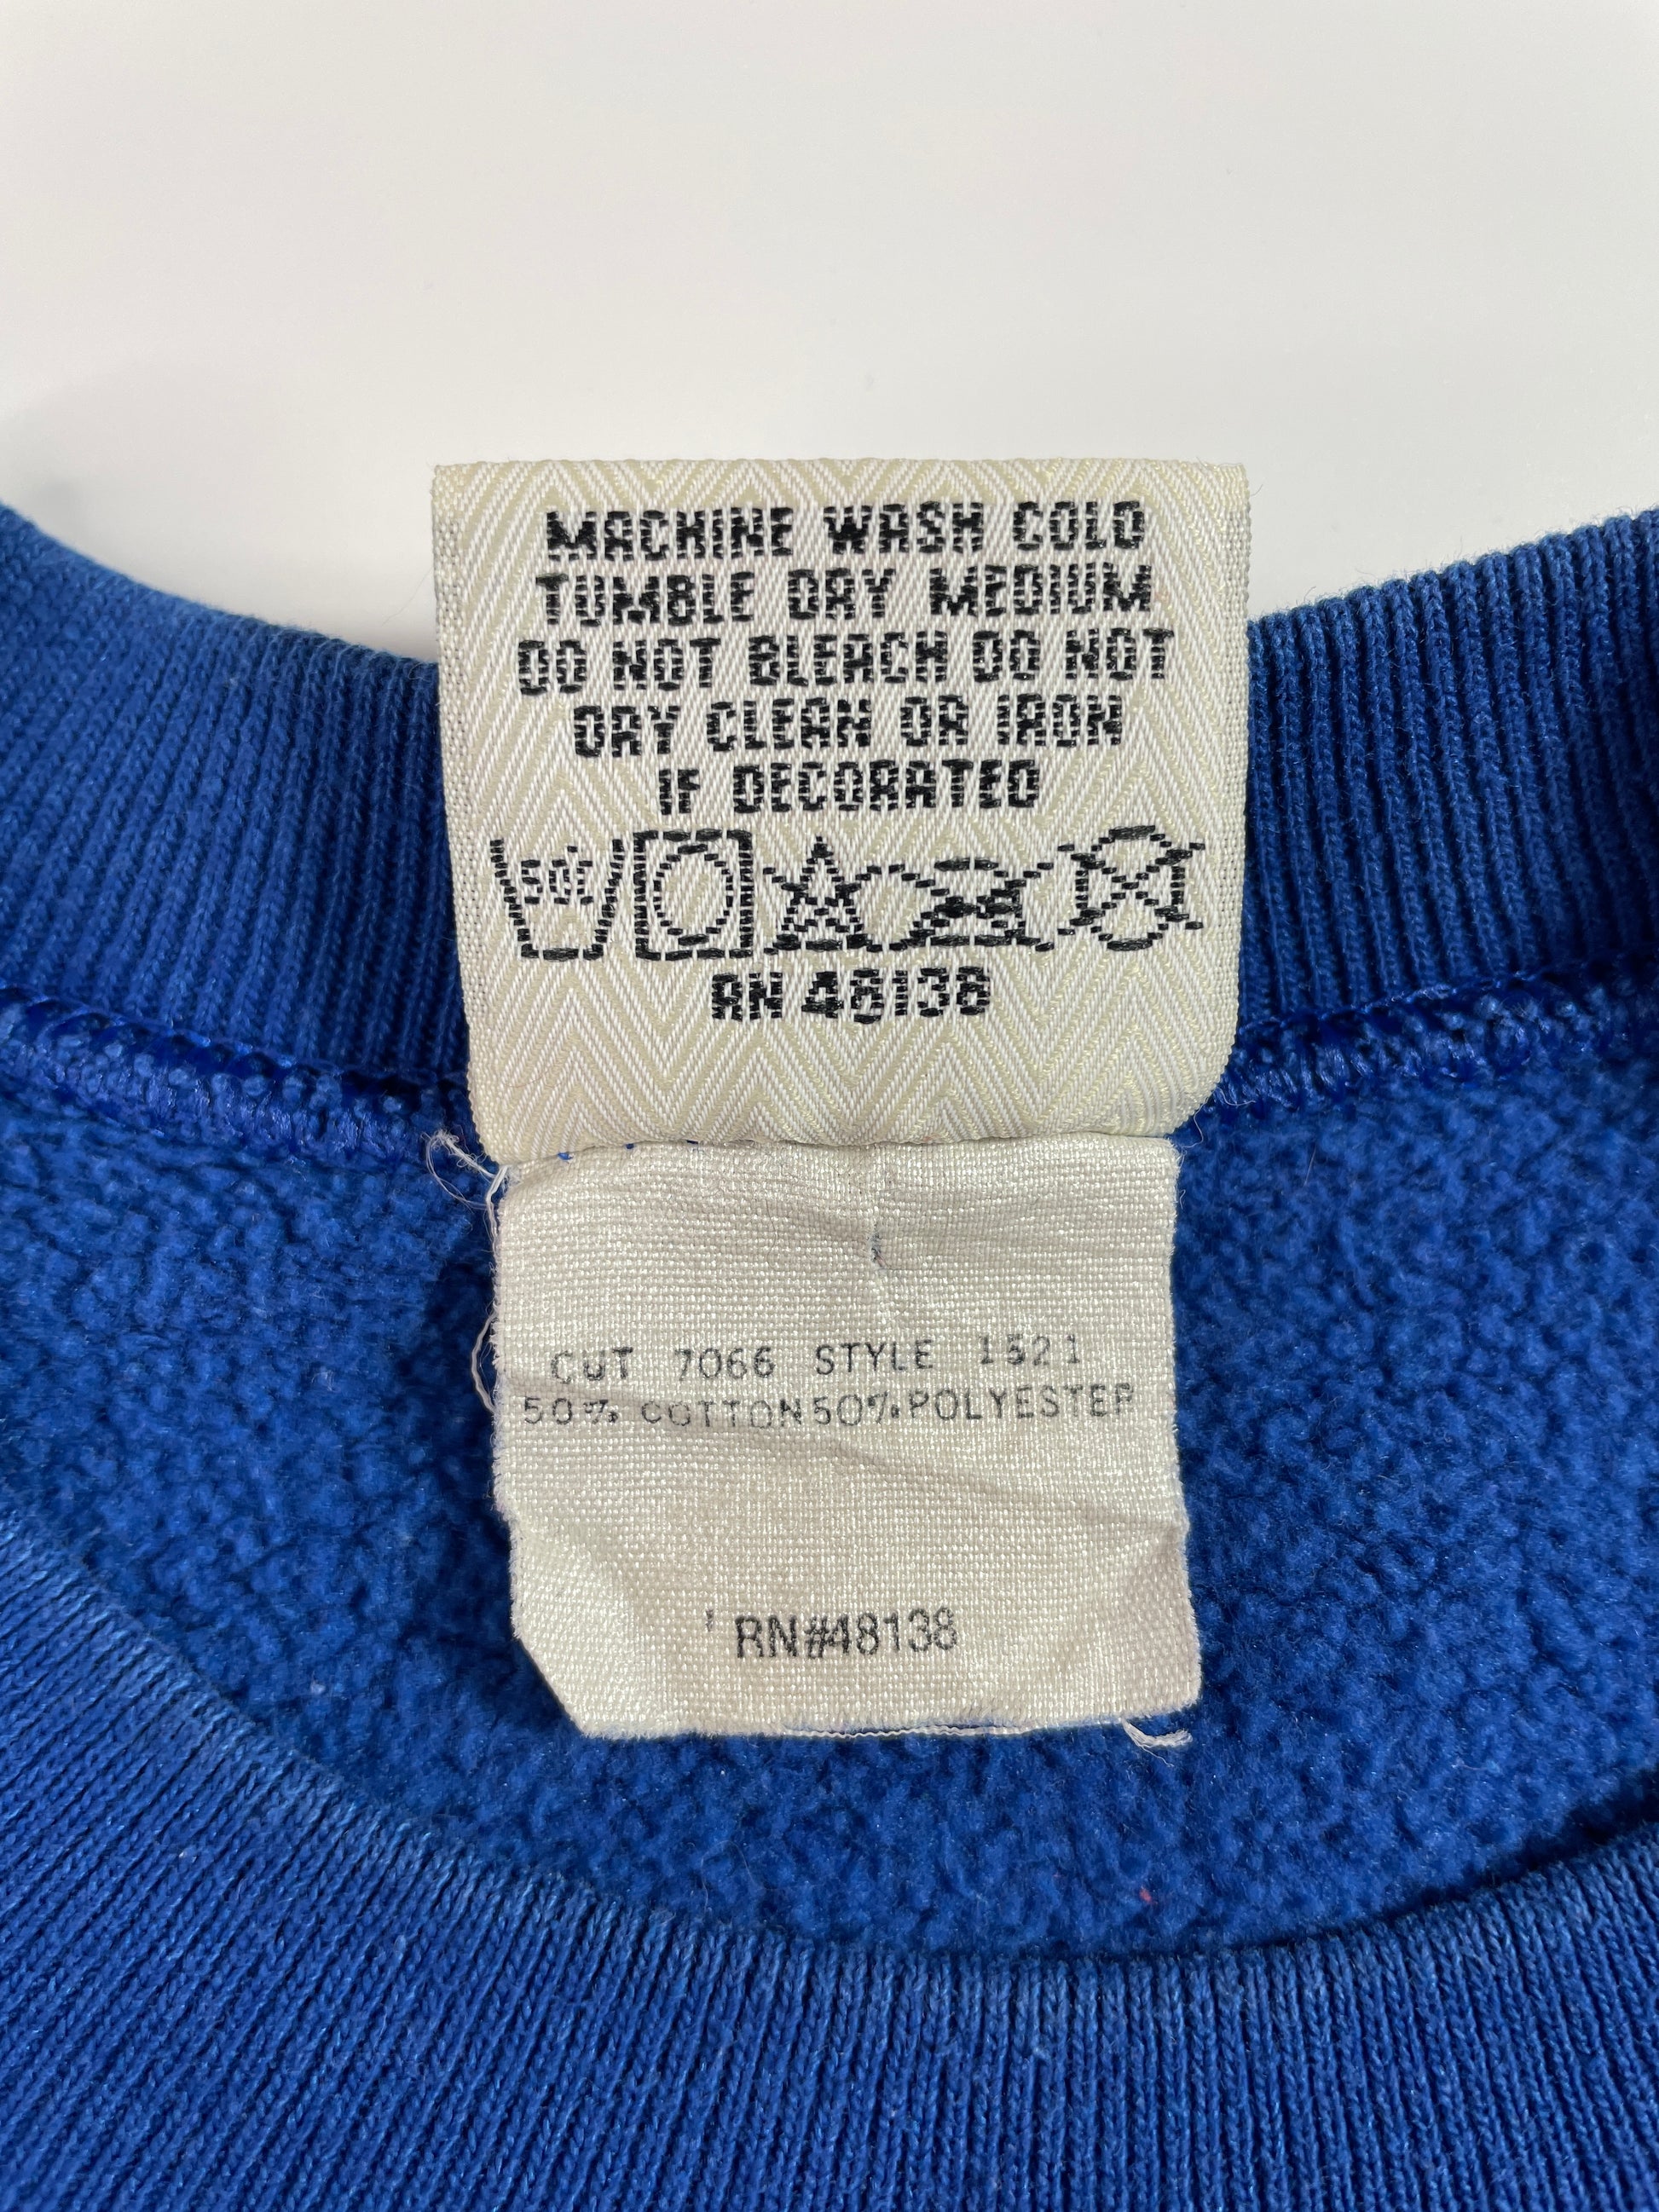 MACHINE WASH COLD
TUMBLE DRY MEDIUM
DO NOT BLEACH DO NOT
DRY CLEAN OR IRON
IF DECORATED
RN 48138
CUT 7066 STYLE 1521
50% COTTON 50% POLYESTER
RN#48138